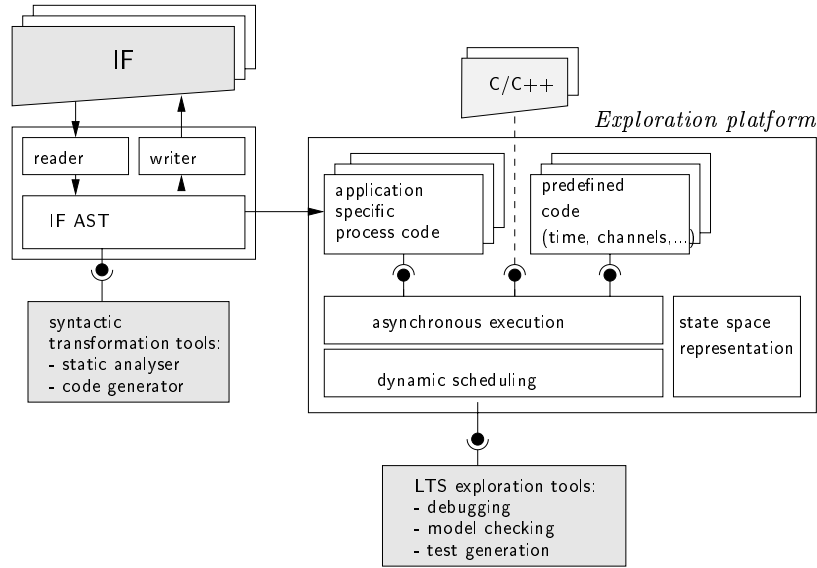 IF
C/C++
Exploration platform
reader
writer
IF AST
application
specific
process code
predefined
code
(time, channels,...)
syntactic
transformation tools:
- static analyser
- code generator
asynchronous execution
dynamic scheduling
state space
representation
LTS exploration tools:
- debugging
- model checking
- test generation